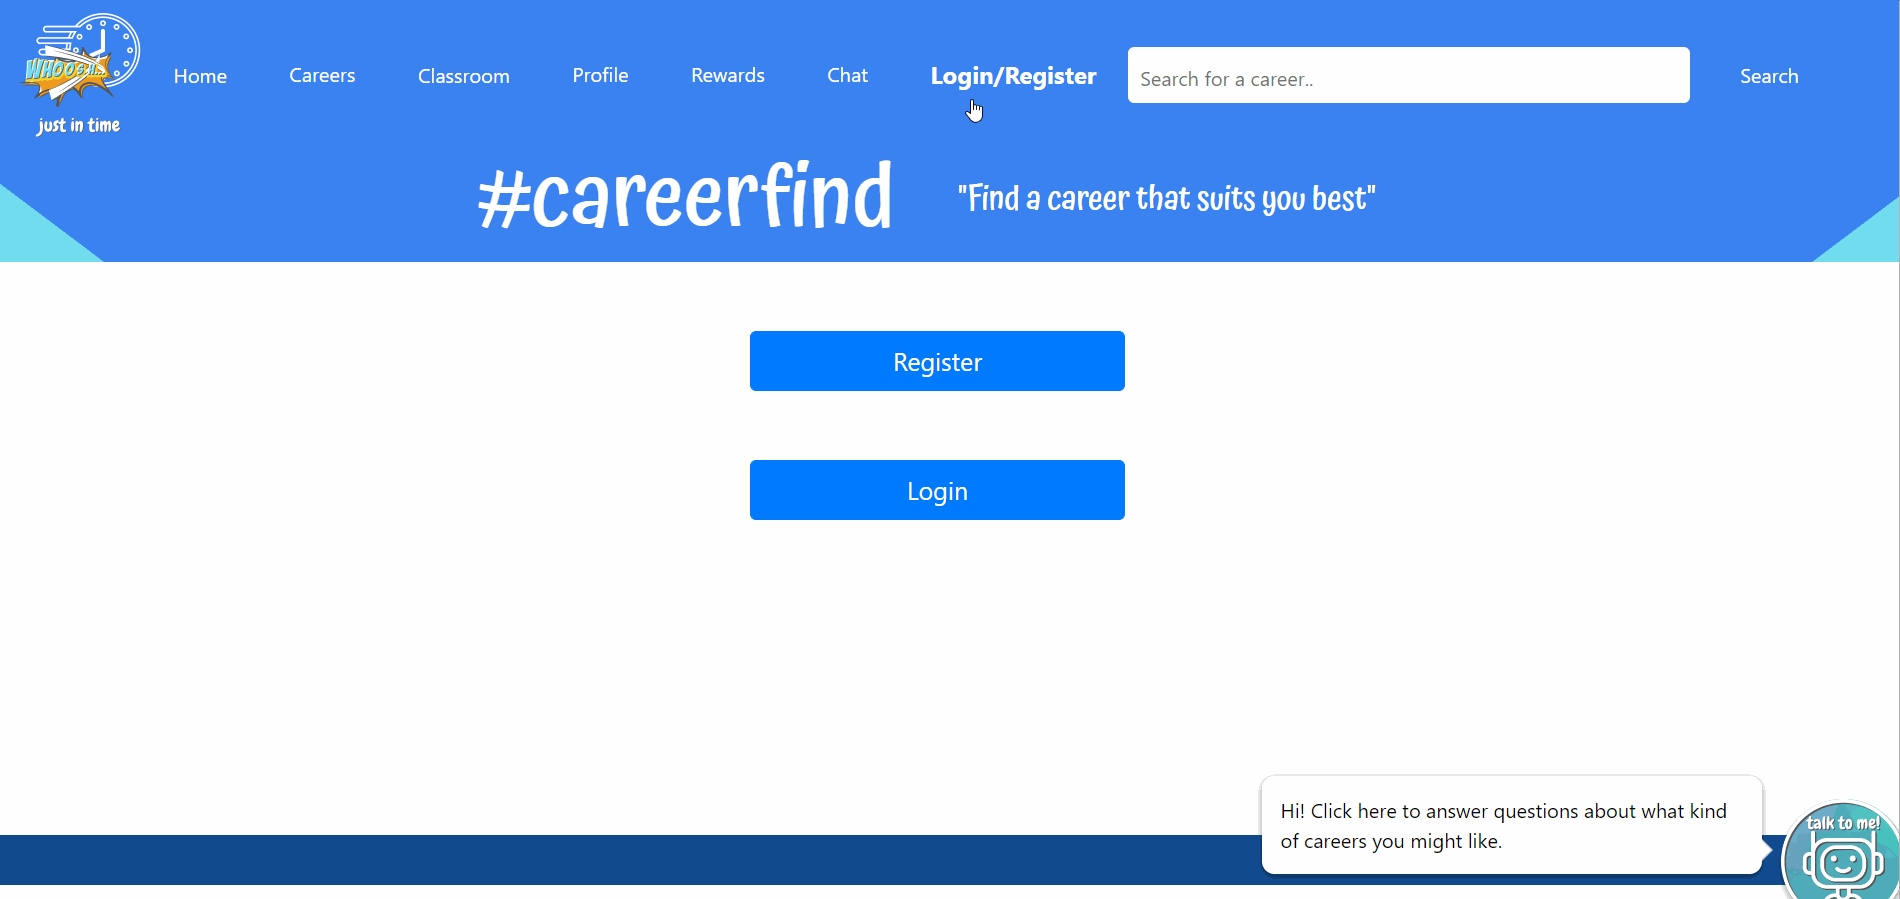 WHOOSH...
just in time
Home
Careers
Classroom
Profile
Rewards
Chat
Login/Register
Search for a career..
Search
#careerfind
"Find a career that suits you best"
Register
Login
Hi! Click here to answer questions about what kind
of careers you might like.
talk to me!